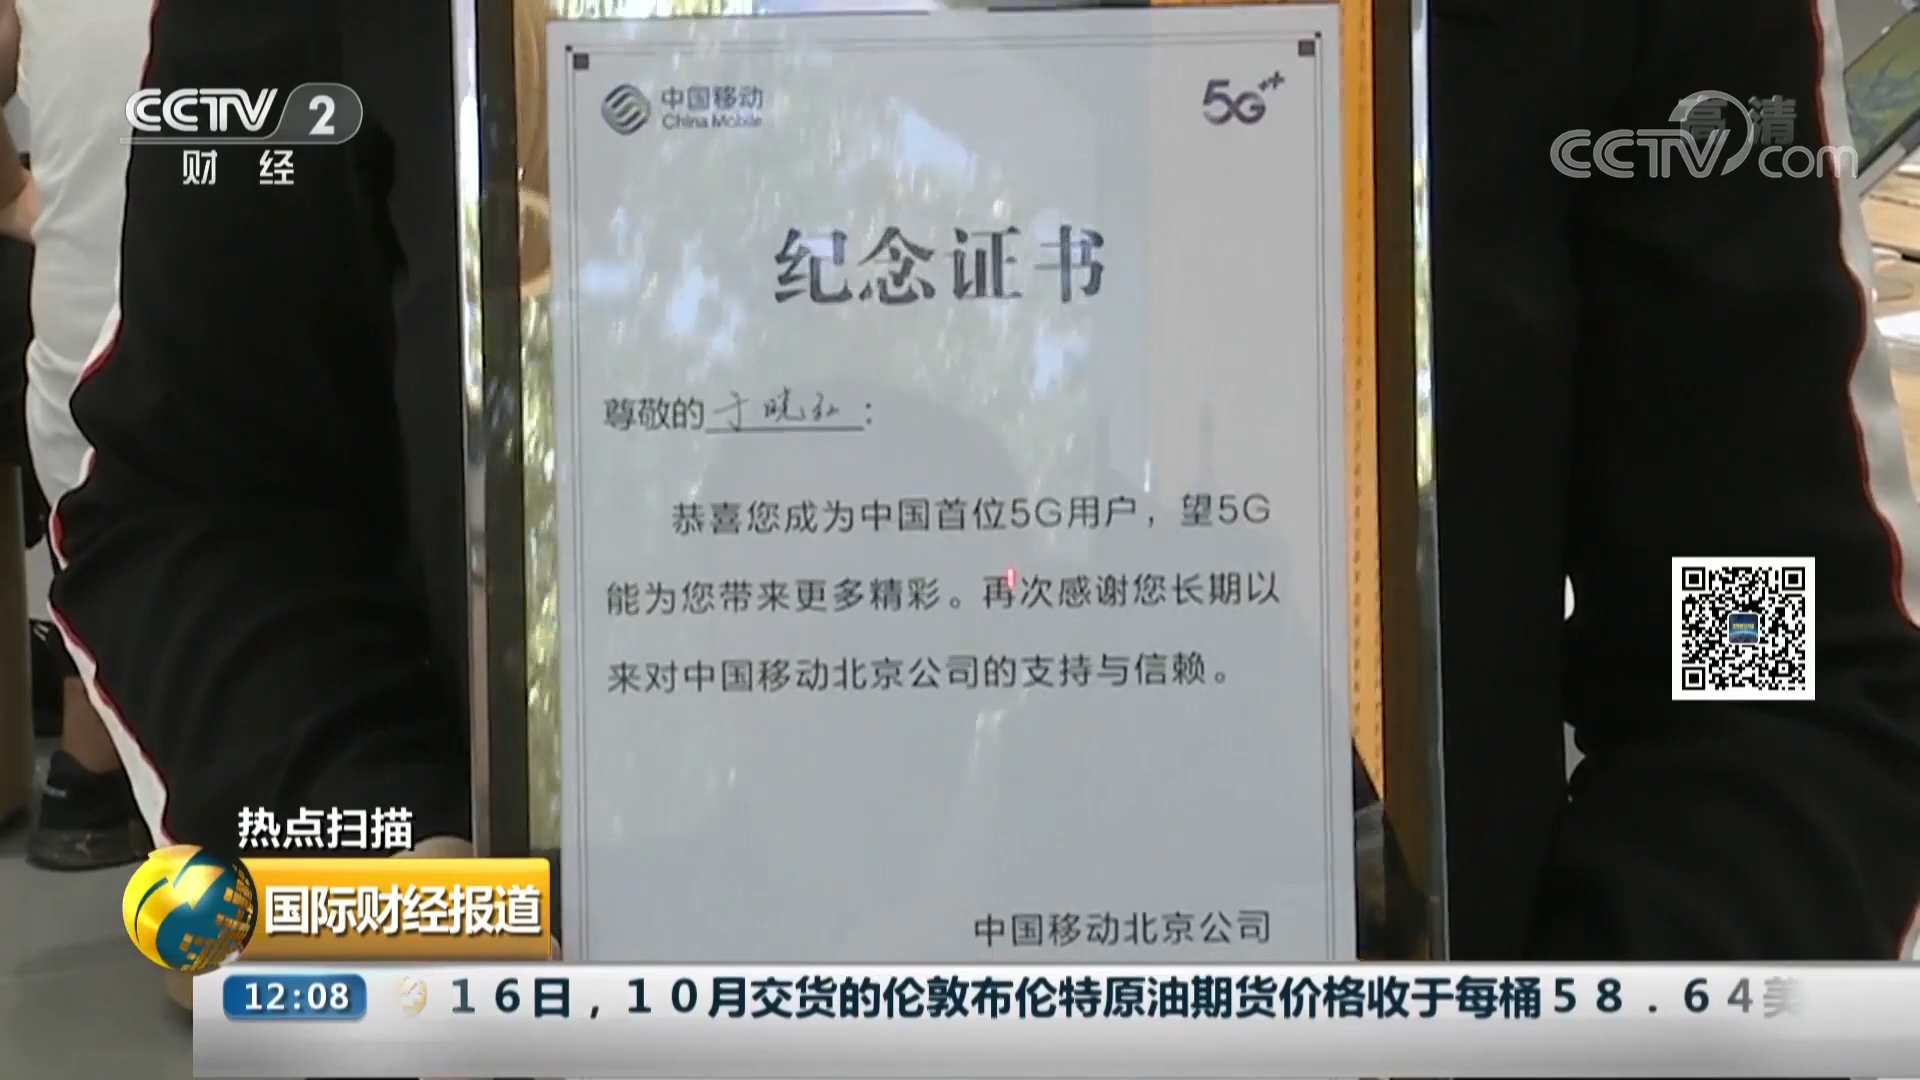 CCTV 2
财 经
高清
CCTV com
中国移动
China Mobile
5G++
纪念证书
尊敬的于晓红:
恭喜您成为中国首位5G用户，望5G
能为您带来更多精彩。再次感谢您长期以
来对中国移动北京公司的支持与信赖。
中国移动北京公司
热点扫描
国际财经报道
12:08
16日，10月交货的伦敦布伦特原油期货价格收于每桶58.64美